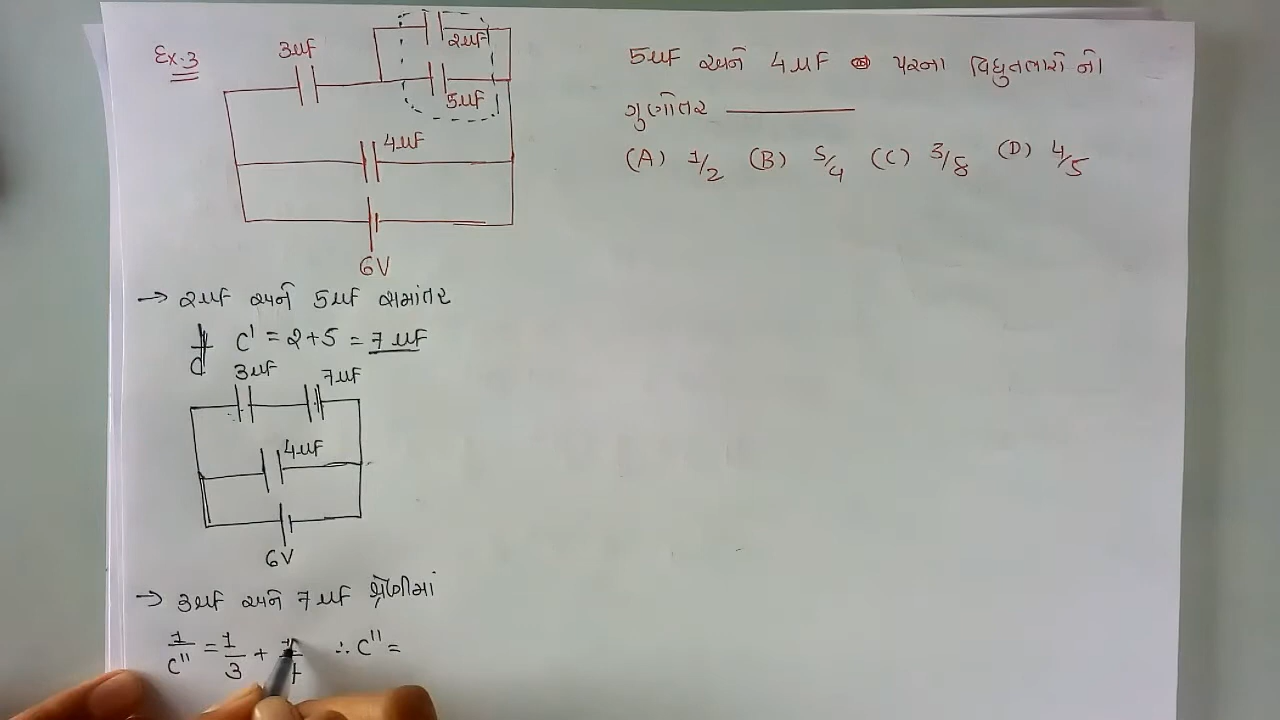 Ex.3
3μF
2μF
5μF
4μF
6V
5μF અને 4μF પરના વિદ્યુતભારો નો
ગુણોતર ________
(A) 1/2 (B) 5/4 (C) 3/8 (D) 4/5
→ 2μF અને 5μF સમાંતર
C' = 2+5 = 7 μF
3μF 7μF
4μF
6V
→ 3μF અને 7μF શ્રેણીમાં
1/C'' = 1/3 + ∴ C'' =